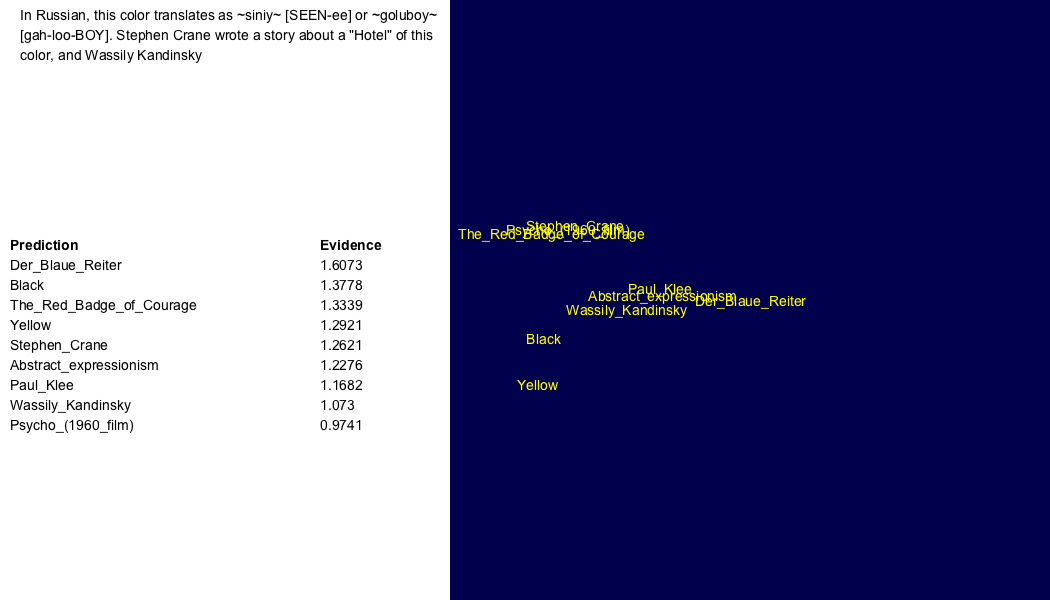 In Russian, this color translates as ~siniy~ [SEEN-ee] or ~goluboy~
[gah-loo-BOY]. Stephen Crane wrote a story about a "Hotel" of this
color, and Wassily Kandinsky
Prediction Evidence
Der_Blaue_Reiter 1.6073
Black 1.3778
The_Red_Badge_of_Courage 1.3339
Yellow 1.2921
Stephen_Crane 1.2621
Abstract_expressionism 1.2276
Paul_Klee 1.1682
Wassily_Kandinsky 1.073
Psycho_(1960_film) 0.9741
Stephen_Crane
Psycho_(1960_film)
The_Red_Badge_of_Courage
Paul_Klee
Abstract_expressionism
Der_Blaue_Reiter
Wassily_Kandinsky
Black
Yellow